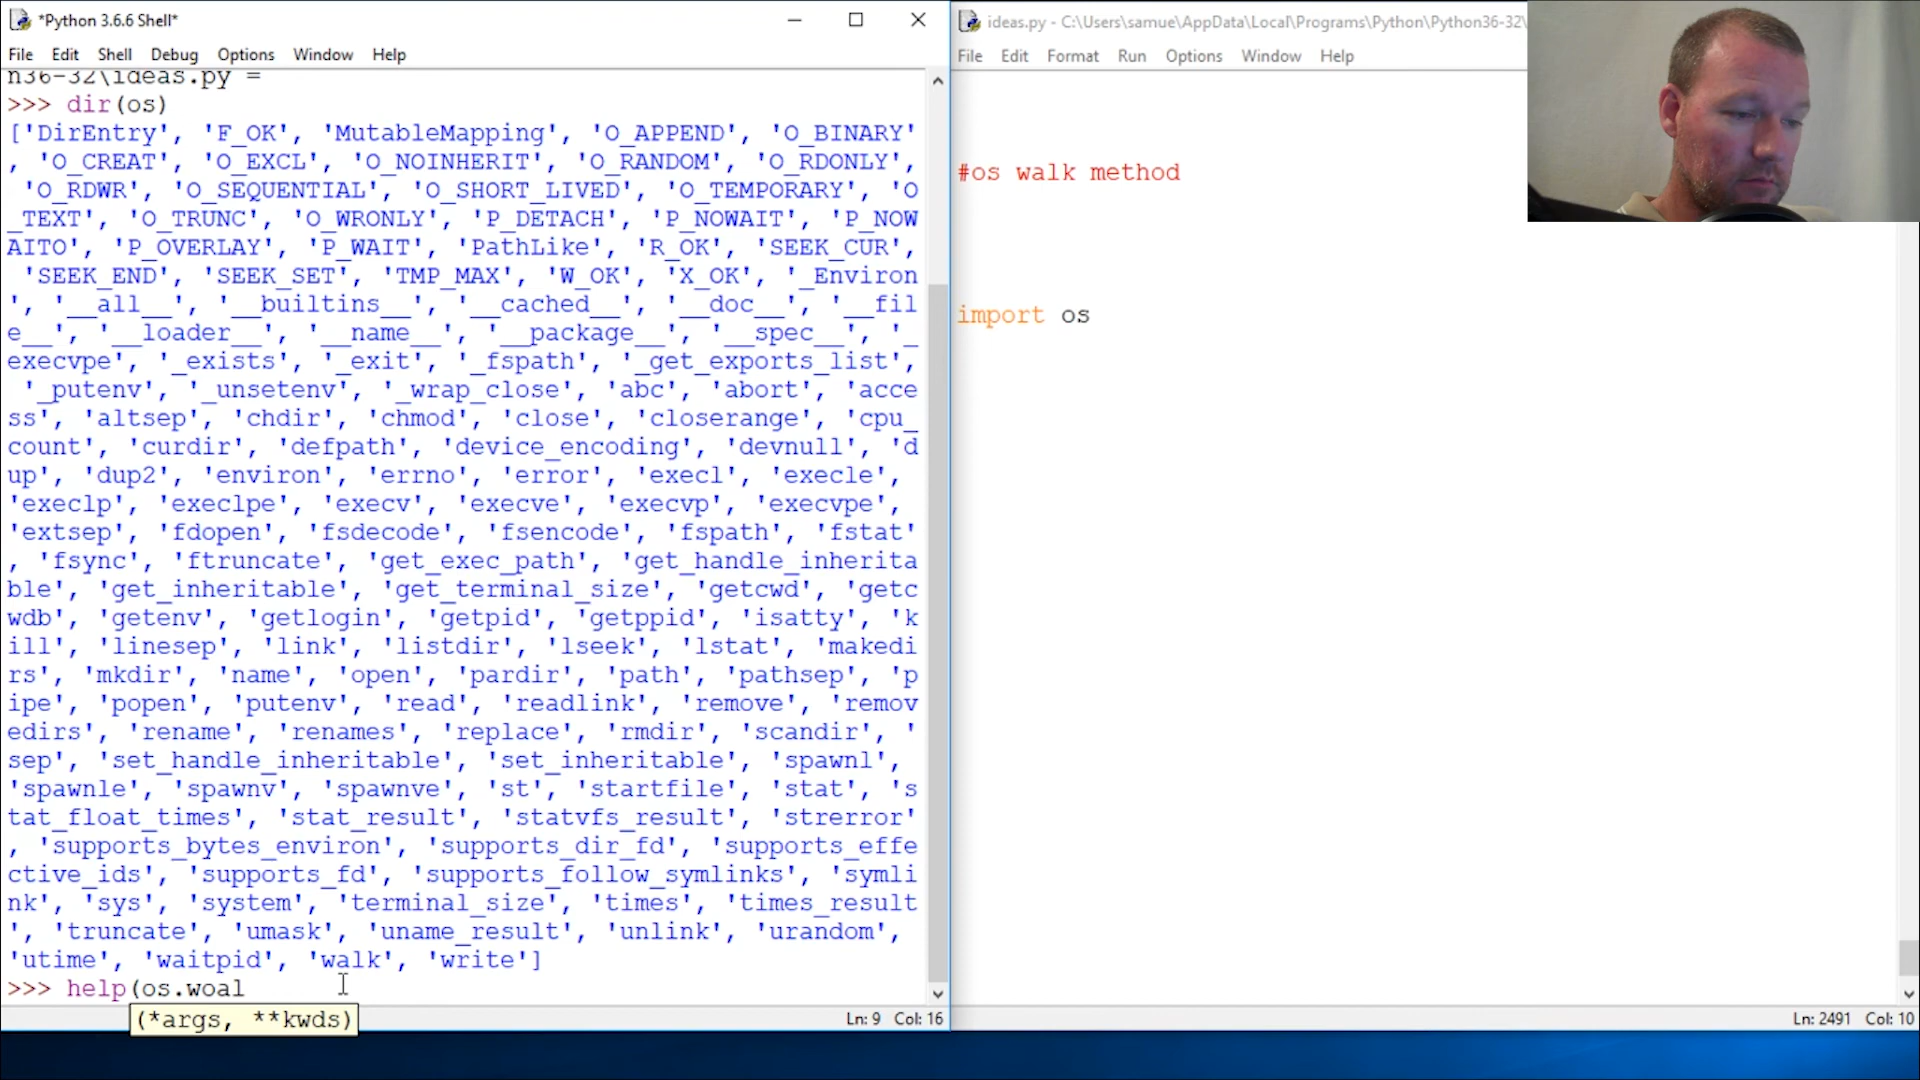 *Python 3.6.6 Shell*
File Edit Shell Debug Options Window Help
n36-32\ideas.py =
>>> dir(os)
['DirEntry', 'F_OK', 'MutableMapping', 'O_APPEND', 'O_BINARY'
, 'O_CREAT', 'O_EXCL', 'O_NOINHERIT', 'O_RANDOM', 'O_RDONLY',
'O_RDWR', 'O_SEQUENTIAL', 'O_SHORT_LIVED', 'O_TEMPORARY', 'O
_TEXT', 'O_TRUNC', 'O_WRONLY', 'P_DETACH', 'P_NOWAIT', 'P_NOW
AITO', 'P_OVERLAY', 'P_WAIT', 'PathLike', 'R_OK', 'SEEK_CUR',
'SEEK_END', 'SEEK_SET', 'TMP_MAX', 'W_OK', 'X_OK', '_Environ
', '__all__', '__builtins__', '__cached__', '__doc__', '__fil
e__', '__loader__', '__name__', '__package__', '__spec__', '_
execvpe', '_exists', '_exit', '_fspath', '_get_exports_list',
'_putenv', '_unsetenv', '_wrap_close', 'abc', 'abort', 'acce
ss', 'altsep', 'chdir', 'chmod', 'close', 'closerange', 'cpu_
count', 'curdir', 'defpath', 'device_encoding', 'devnull', 'd
up', 'dup2', 'environ', 'errno', 'error', 'execl', 'execle',
'execlp', 'execlpe', 'execv', 'execve', 'execvp', 'execvpe',
'extsep', 'fdopen', 'fsdecode', 'fsencode', 'fspath', 'fstat'
, 'fsync', 'ftruncate', 'get_exec_path', 'get_handle_inherita
ble', 'get_inheritable', 'get_terminal_size', 'getcwd', 'getc
wdb', 'getenv', 'getlogin', 'getpid', 'getppid', 'isatty', 'k
ill', 'linesep', 'link', 'listdir', 'lseek', 'lstat', 'makedi
rs', 'mkdir', 'name', 'open', 'pardir', 'path', 'pathsep', 'p
ipe', 'popen', 'putenv', 'read', 'readlink', 'remove', 'remov
edirs', 'rename', 'renames', 'replace', 'rmdir', 'scandir', '
sep', 'set_handle_inheritable', 'set_inheritable', 'spawnl',
'spawnle', 'spawnv', 'spawnve', 'st', 'startfile', 'stat', 's
tat_float_times', 'stat_result', 'statvfs_result', 'strerror'
, 'supports_bytes_environ', 'supports_dir_fd', 'supports_effe
ctive_ids', 'supports_fd', 'supports_follow_symlinks', 'symli
nk', 'sys', 'system', 'terminal_size', 'times', 'times_result
', 'truncate', 'umask', 'uname_result', 'unlink', 'urandom',
'utime', 'waitpid', 'walk', 'write']
>>> help(os.woal
(*args, **kwds)
Ln: 9 Col: 16
ideas.py - C:\Users\samue\AppData\Local\Programs\Python\Python36-32\
File Edit Format Run Options Window Help
#os walk method
import os
Ln: 2491 Col: 10